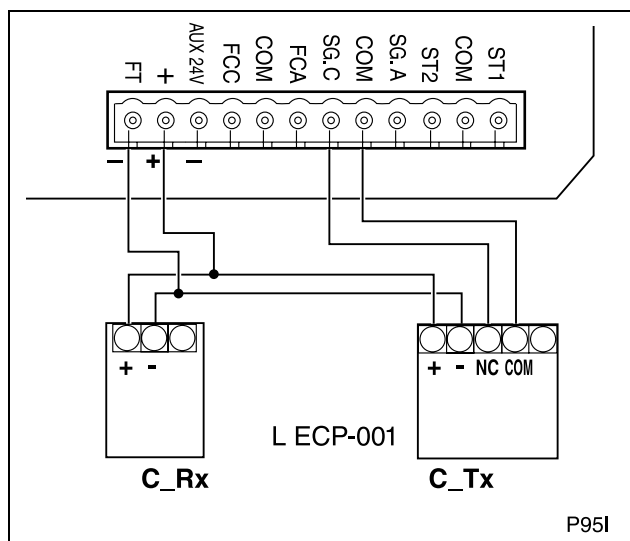 FT + AUX 24V FCC COM FCA SG.C COM SG.A ST2 COM ST1
− + −
+ -
+ - NC COM
L ECP-001
C_Rx C_Tx
P95I